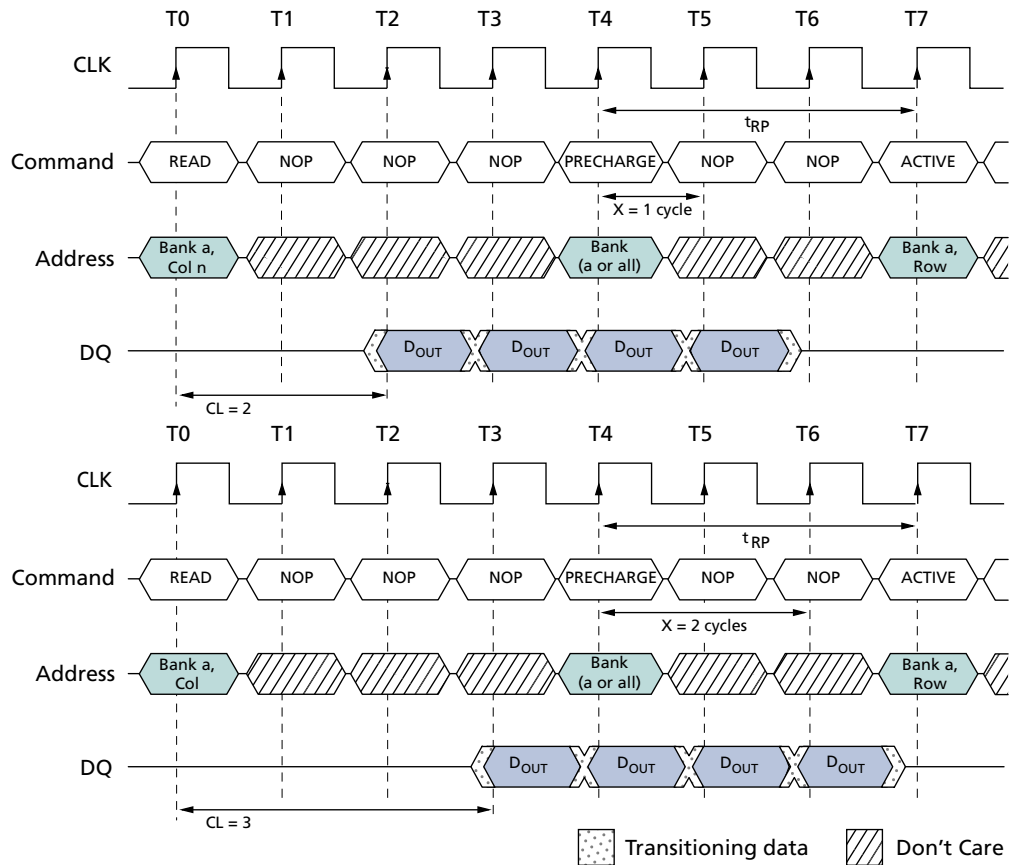 T0 T1 T2 T3 T4 T5 T6 T7
CLK
tRP
Command READ NOP NOP NOP PRECHARGE NOP NOP ACTIVE
X = 1 cycle
Address Bank a, Col n Bank (a or all) Bank a, Row
DQ DOUT DOUT DOUT DOUT
CL = 2
T0 T1 T2 T3 T4 T5 T6 T7
CLK
tRP
Command READ NOP NOP NOP PRECHARGE NOP NOP ACTIVE
X = 2 cycles
Address Bank a, Col Bank (a or all) Bank a, Row
DQ DOUT DOUT DOUT DOUT
CL = 3
Transitioning data Don't Care